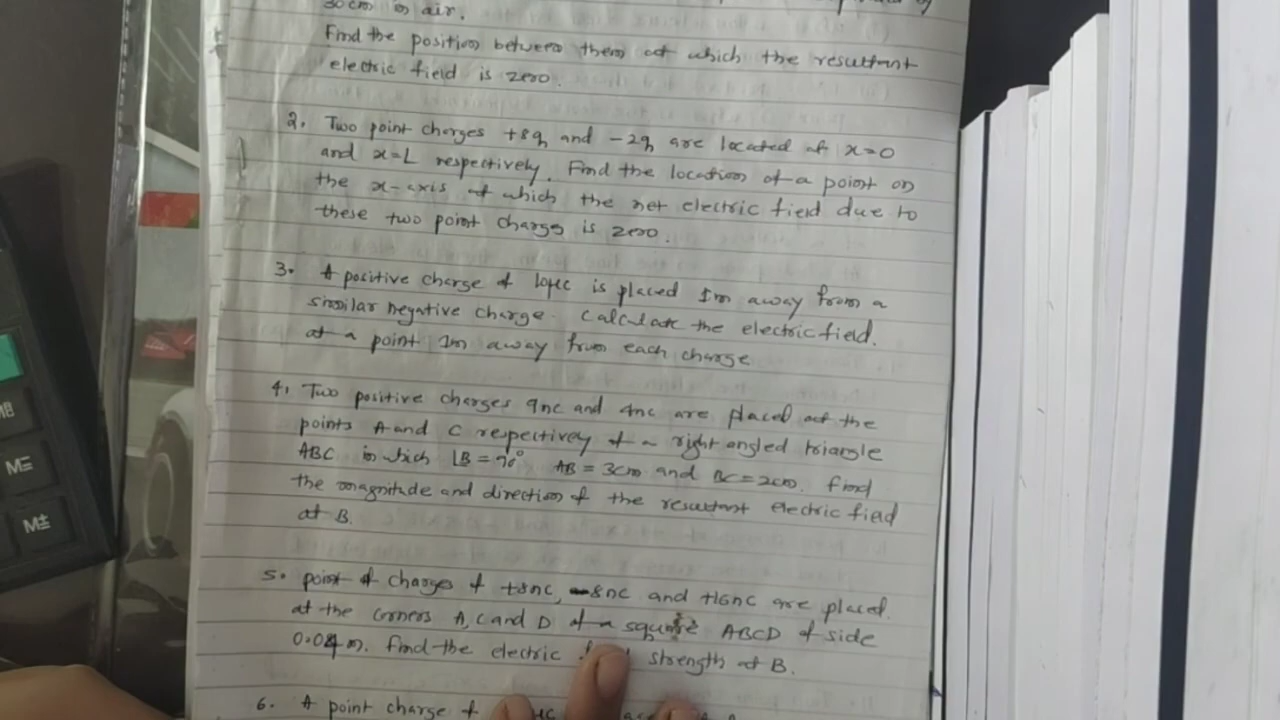 30cm in air.
Find the position between them at which the resultant
electric field is zero.
2. Two point charges +8q and -2q are located at x=0
and x=L respectively. Find the location of a point on
the x-axis at which the net electric field due to
these two point charges is zero.
3. A positive charge of 10μc is placed 1m away from a
similar negative charge. Calculate the electric field.
at a point 1m away from each charge
4. Two positive charges 9nc and 4nc are placed at the
points A and C respectivey of a right angled triangle
ABC in which ∟B = 90° AB = 3cm and BC = 2cm. Find
the magnitude and direction of the resultant electric field
at B.
5. point of charges of +8nc, -8nc and +16nc are placed.
at the corners A, C and D of a square ABCD of side
0.04m. Find the electric strength at B.
6. A point charge of
M=
M±